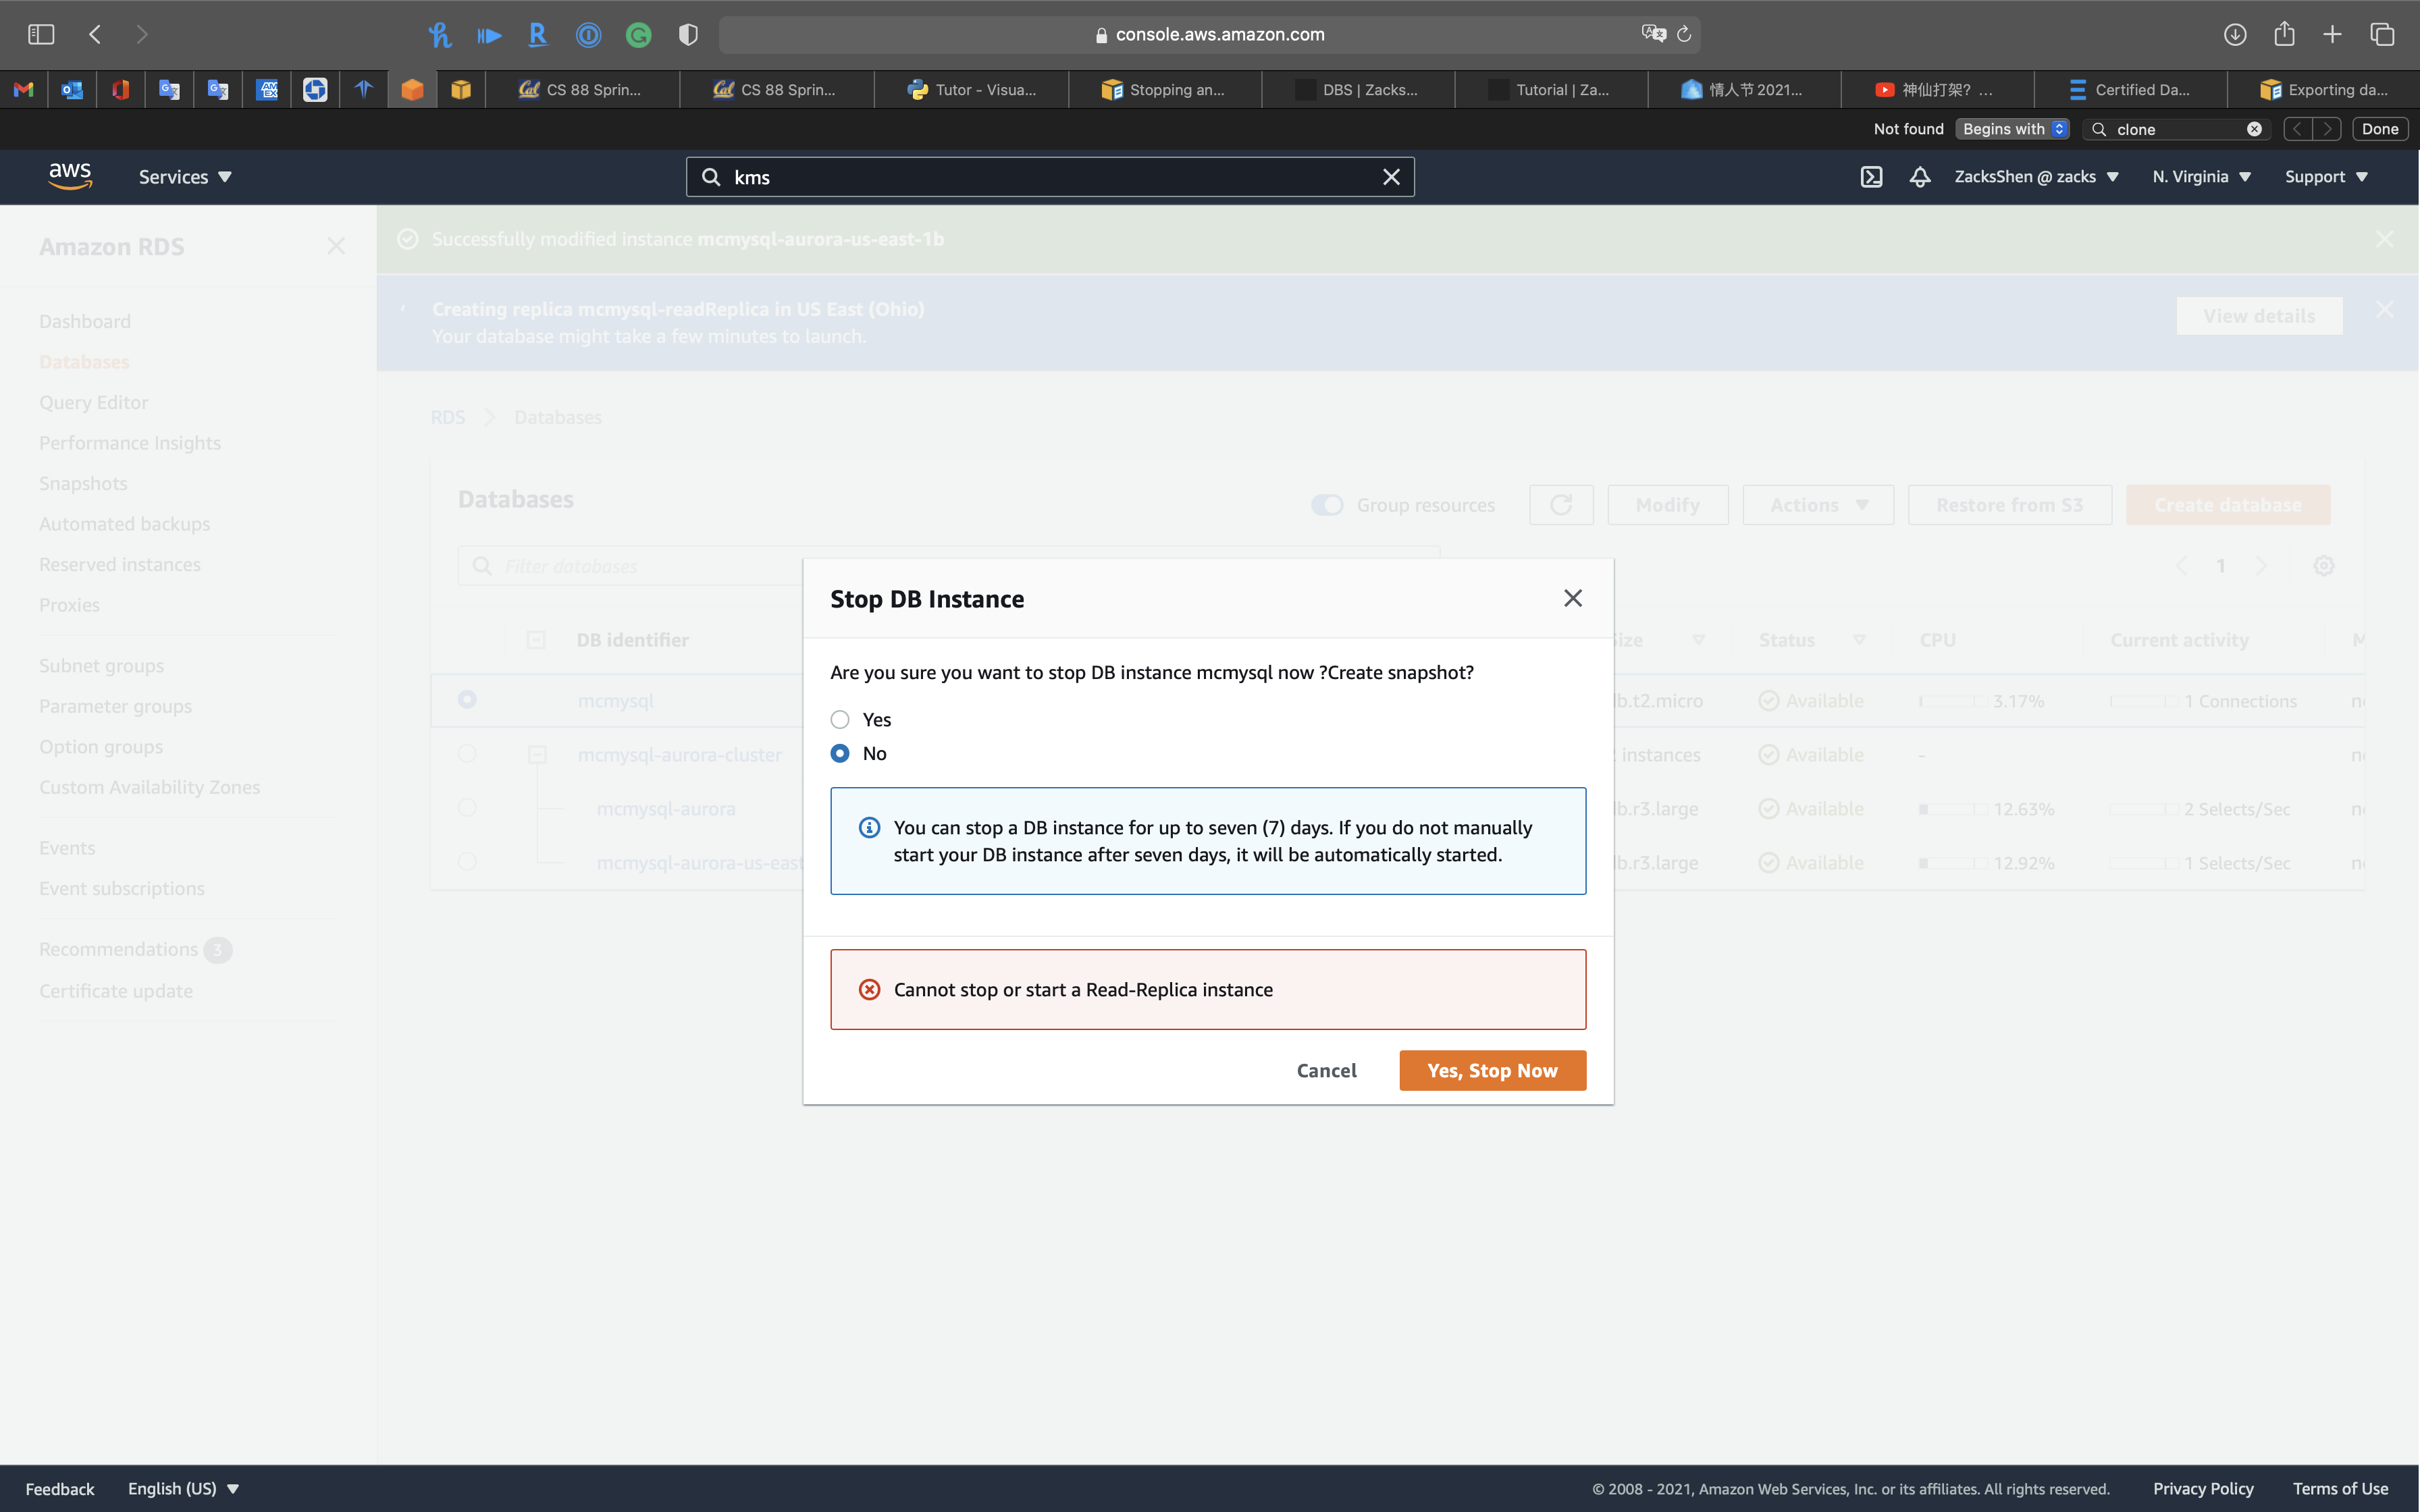 console.aws.amazon.com
CS 88 Sprin...
CS 88 Sprin...
Tutor - Visua...
Stopping an...
DBS | Zacks...
Tutorial | Za...
情人节 2021...
神仙打架? ...
Certified Da...
Exporting da...
Not found
Begins with
clone
Done
aws
Services
kms
ZacksShen @ zacks
N. Virginia
Support
Amazon RDS
Dashboard
Databases
Query Editor
Performance Insights
Snapshots
Automated backups
Reserved instances
Proxies
Subnet groups
Parameter groups
Option groups
Custom Availability Zones
Events
Event subscriptions
Recommendations 3
Certificate update
Successfully modified instance mcmysql-aurora-us-east-1b
Creating replica mcmysql-readReplica in US East (Ohio)
Your database might take a few minutes to launch.
View details
RDS
Databases
Databases
Group resources
Modify
Actions
Restore from S3
Create database
Filter databases
1
DB identifier
Status
CPU
Current activity
mcmysql
db.t2.micro
Available
3.17%
1 Connections
mcmysql-aurora-cluster
instances
Available
-
mcmysql-aurora
db.r3.large
Available
12.63%
2 Selects/Sec
mcmysql-aurora-us-east
db.r3.large
Available
12.92%
1 Selects/Sec
Stop DB Instance
Are you sure you want to stop DB instance mcmysql now ?Create snapshot?
Yes
No
You can stop a DB instance for up to seven (7) days. If you do not manually
start your DB instance after seven days, it will be automatically started.
Cannot stop or start a Read-Replica instance
Cancel
Yes, Stop Now
Feedback
English (US)
© 2008 - 2021, Amazon Web Services, Inc. or its affiliates. All rights reserved.
Privacy Policy
Terms of Use